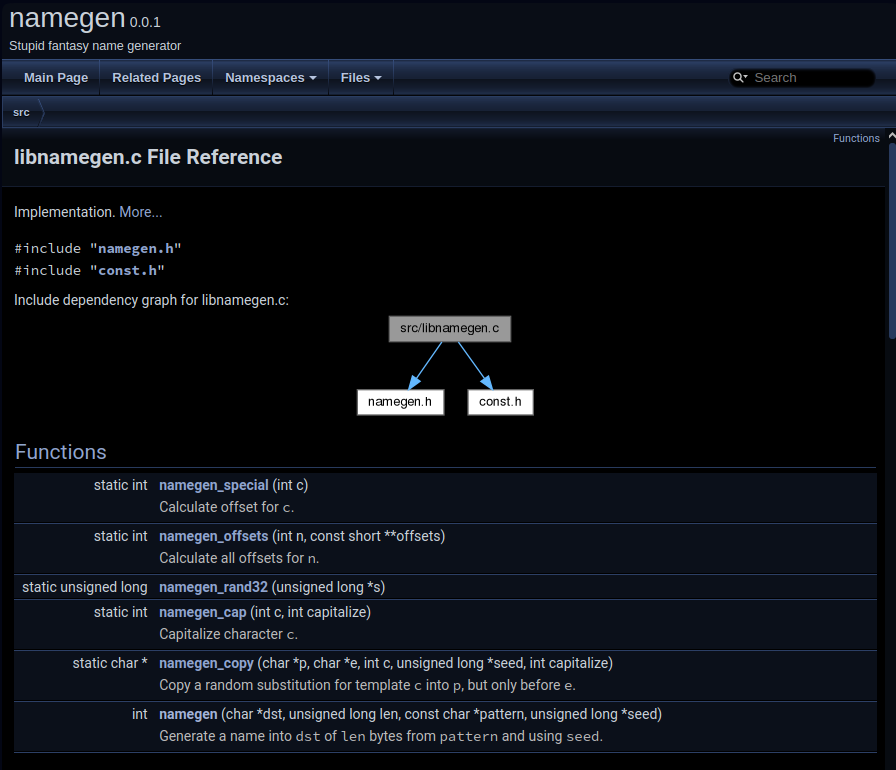 namegen 0.0.1
Stupid fantasy name generator
Main Page Related Pages Namespaces Files Search
src
Functions
libnamegen.c File Reference
Implementation. More...
#include "namegen.h"
#include "const.h"
Include dependency graph for libnamegen.c:
src/libnamegen.c
namegen.h const.h
Functions
static int namegen_special (int c)
Calculate offset for c.
static int namegen_offsets (int n, const short **offsets)
Calculate all offsets for n.
static unsigned long namegen_rand32 (unsigned long *s)
static int namegen_cap (int c, int capitalize)
Capitalize character c.
static char * namegen_copy (char *p, char *e, int c, unsigned long *seed, int capitalize)
Copy a random substitution for template c into p, but only before e.
int namegen (char *dst, unsigned long len, const char *pattern, unsigned long *seed)
Generate a name into dst of len bytes from pattern and using seed.